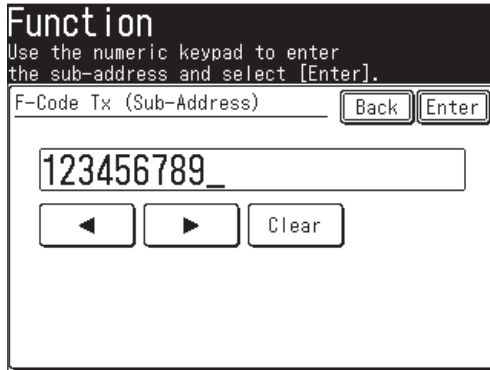 Function
Use the numeric keypad to enter
the sub-address and select [Enter].
F-Code Tx (Sub-Address)
Back Enter
123456789_
◀ ▶ Clear